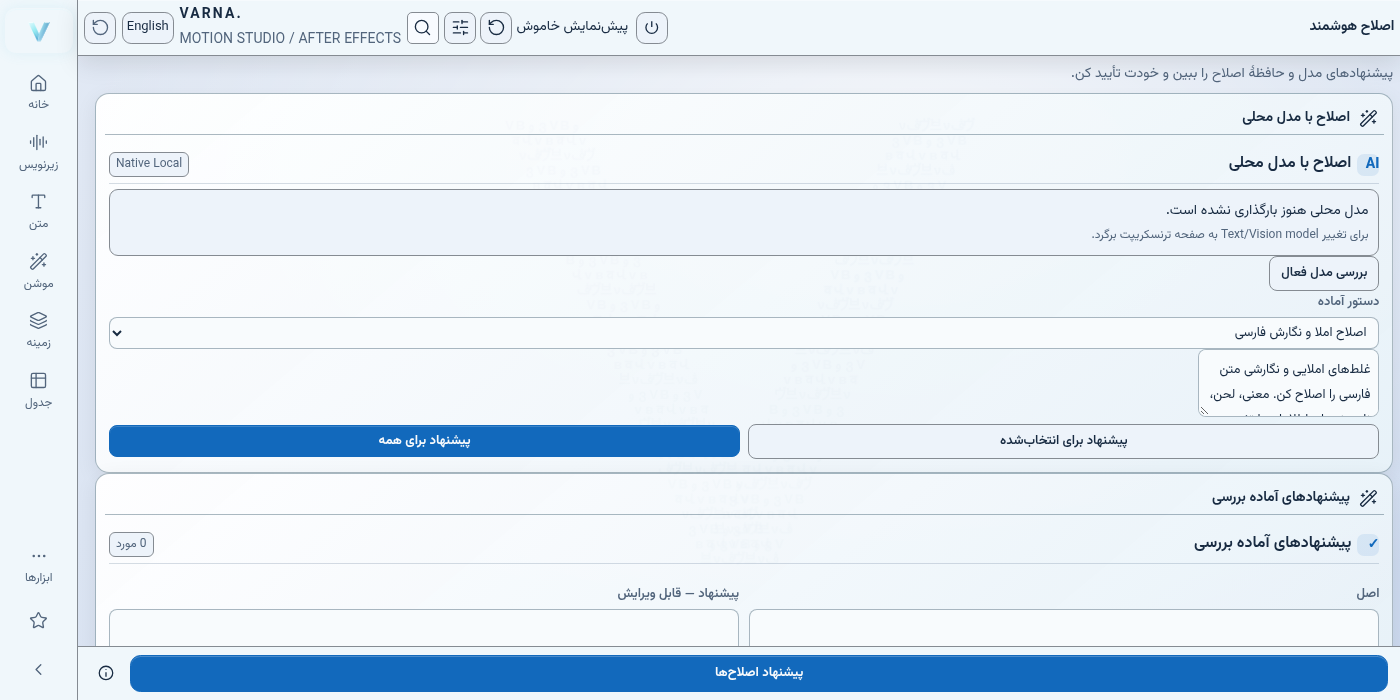 اصلاح هوشمند
پیش‌نمایش خاموش
VARNA.
MOTION STUDIO / AFTER EFFECTS
English
خانه
زیرنویس
متن
موشن
زمینه
جدول
ابزارها
پیشنهادهای مدل و حافظهٔ اصلاح را ببین و خودت تأیید کن.
اصلاح با مدل محلی
AI اصلاح با مدل محلی
Native Local
مدل محلی هنوز بارگذاری نشده است.
برای تغییر Text/Vision model به صفحه ترنسکریپت برگرد.
بررسی مدل فعال
دستور آماده
اصلاح املا و نگارش فارسی
غلط‌های املایی و نگارشی متن
فارسی را اصلاح کن. معنی، لحن،
پیشنهاد برای انتخاب‌شده
پیشنهاد برای همه
پیشنهادهای آماده بررسی
✓ پیشنهادهای آماده بررسی
0 مورد
اصل
پیشنهاد — قابل ویرایش
پیشنهاد اصلاح‌ها